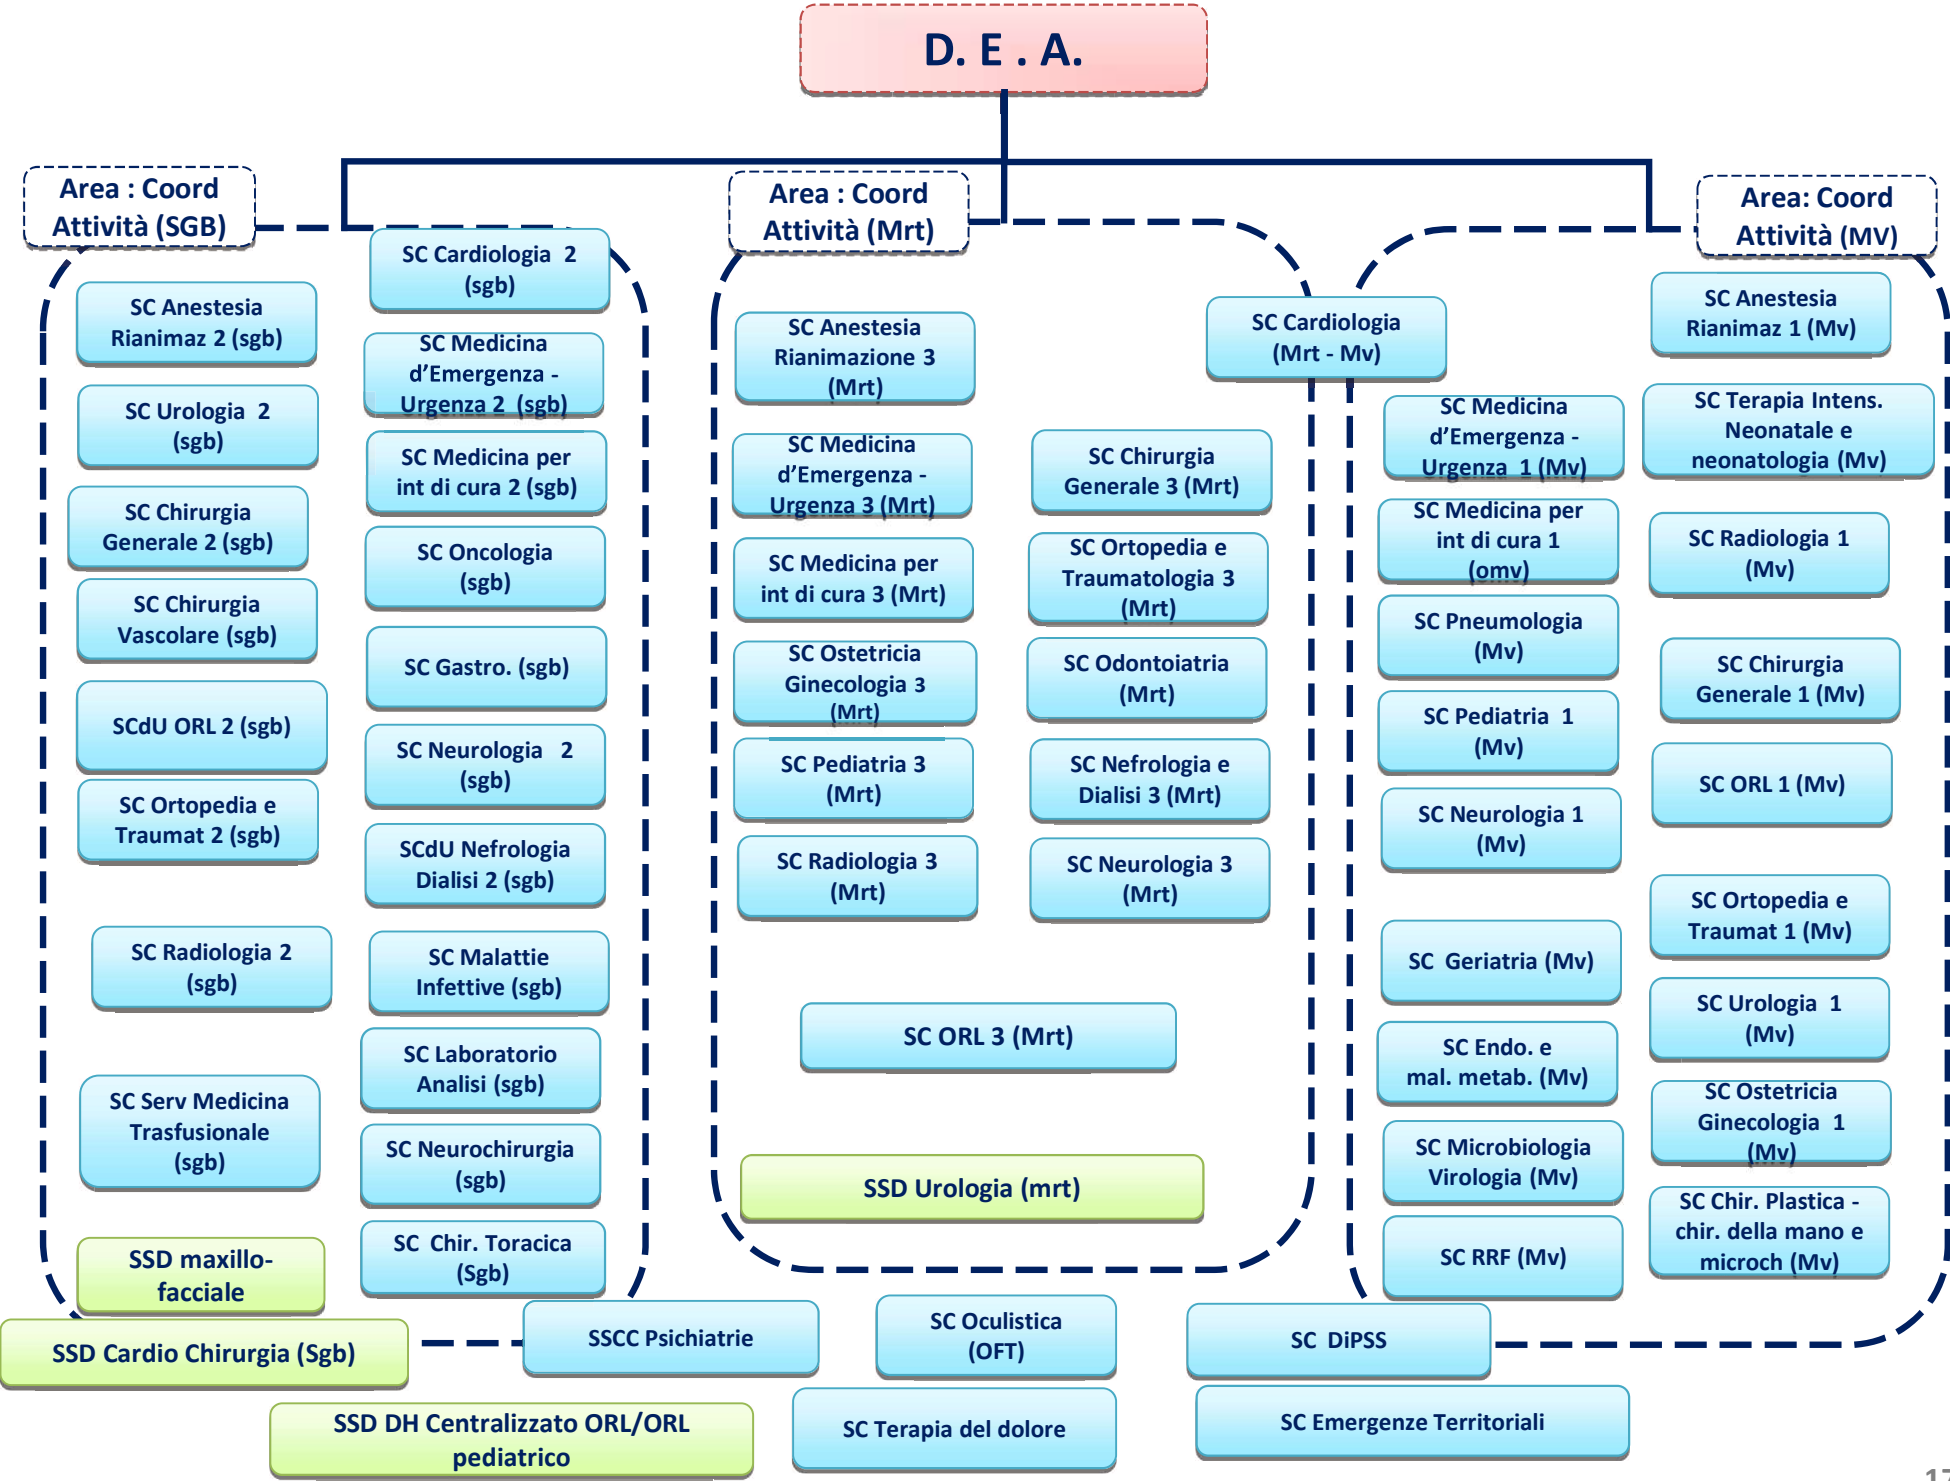 D. E . A.
Area : Coord
Attività (SGB)
SC Anestesia
Rianimaz 2 (sgb)
SC Urologia 2
(sgb)
SC Chirurgia
Generale 2 (sgb)
SC Chirurgia
Vascolare (sgb)
SCdU ORL 2 (sgb)
SC Ortopedia e
Traumat 2 (sgb)
SC Radiologia 2
(sgb)
SC Serv Medicina
Trasfusionale
(sgb)
SSD maxillo-
facciale
SSD Cardio Chirurgia (Sgb)
SC Cardiologia 2
(sgb)
SC Medicina
d'Emergenza -
Urgenza 2 (sgb)
SC Medicina per
int di cura 2 (sgb)
SC Oncologia
(sgb)
SC Gastro. (sgb)
SC Neurologia 2
(sgb)
SCdU Nefrologia
Dialisi 2 (sgb)
SC Malattie
Infettive (sgb)
SC Laboratorio
Analisi (sgb)
SC Neurochirurgia
(sgb)
SC Chir. Toracica
(Sgb)
Area : Coord
Attività (Mrt)
SC Anestesia
Rianimazione 3
(Mrt)
SC Medicina
d'Emergenza -
Urgenza 3 (Mrt)
SC Medicina per
int di cura 3 (Mrt)
SC Ostetricia
Ginecologia 3
(Mrt)
SC Pediatria 3
(Mrt)
SC Radiologia 3
(Mrt)
SC Chirurgia
Generale 3 (Mrt)
SC Ortopedia e
Traumatologia 3
(Mrt)
SC Odontoiatria
(Mrt)
SC Nefrologia e
Dialisi 3 (Mrt)
SC Neurologia 3
(Mrt)
SC ORL 3 (Mrt)
SSD Urologia (mrt)
SC Cardiologia
(Mrt - Mv)
Area: Coord
Attività (MV)
SC Medicina
d'Emergenza -
Urgenza 1 (Mv)
SC Medicina per
int di cura 1
(omv)
SC Pneumologia
(Mv)
SC Pediatria 1
(Mv)
SC Neurologia 1
(Mv)
SC Geriatria (Mv)
SC Endo. e
mal. metab. (Mv)
SC Microbiologia
Virologia (Mv)
SC RRF (Mv)
SC Anestesia
Rianimaz 1 (Mv)
SC Terapia Intens.
Neonatale e
neonatologia (Mv)
SC Radiologia 1
(Mv)
SC Chirurgia
Generale 1 (Mv)
SC ORL 1 (Mv)
SC Ortopedia e
Traumat 1 (Mv)
SC Urologia 1
(Mv)
SC Ostetricia
Ginecologia 1
(Mv)
SC Chir. Plastica -
chir. della mano e
microch (Mv)
SSCC Psichiatrie
SC Oculistica
(OFT)
SC DiPSS
SSD DH Centralizzato ORL/ORL
pediatrico
SC Terapia del dolore
SC Emergenze Territoriali